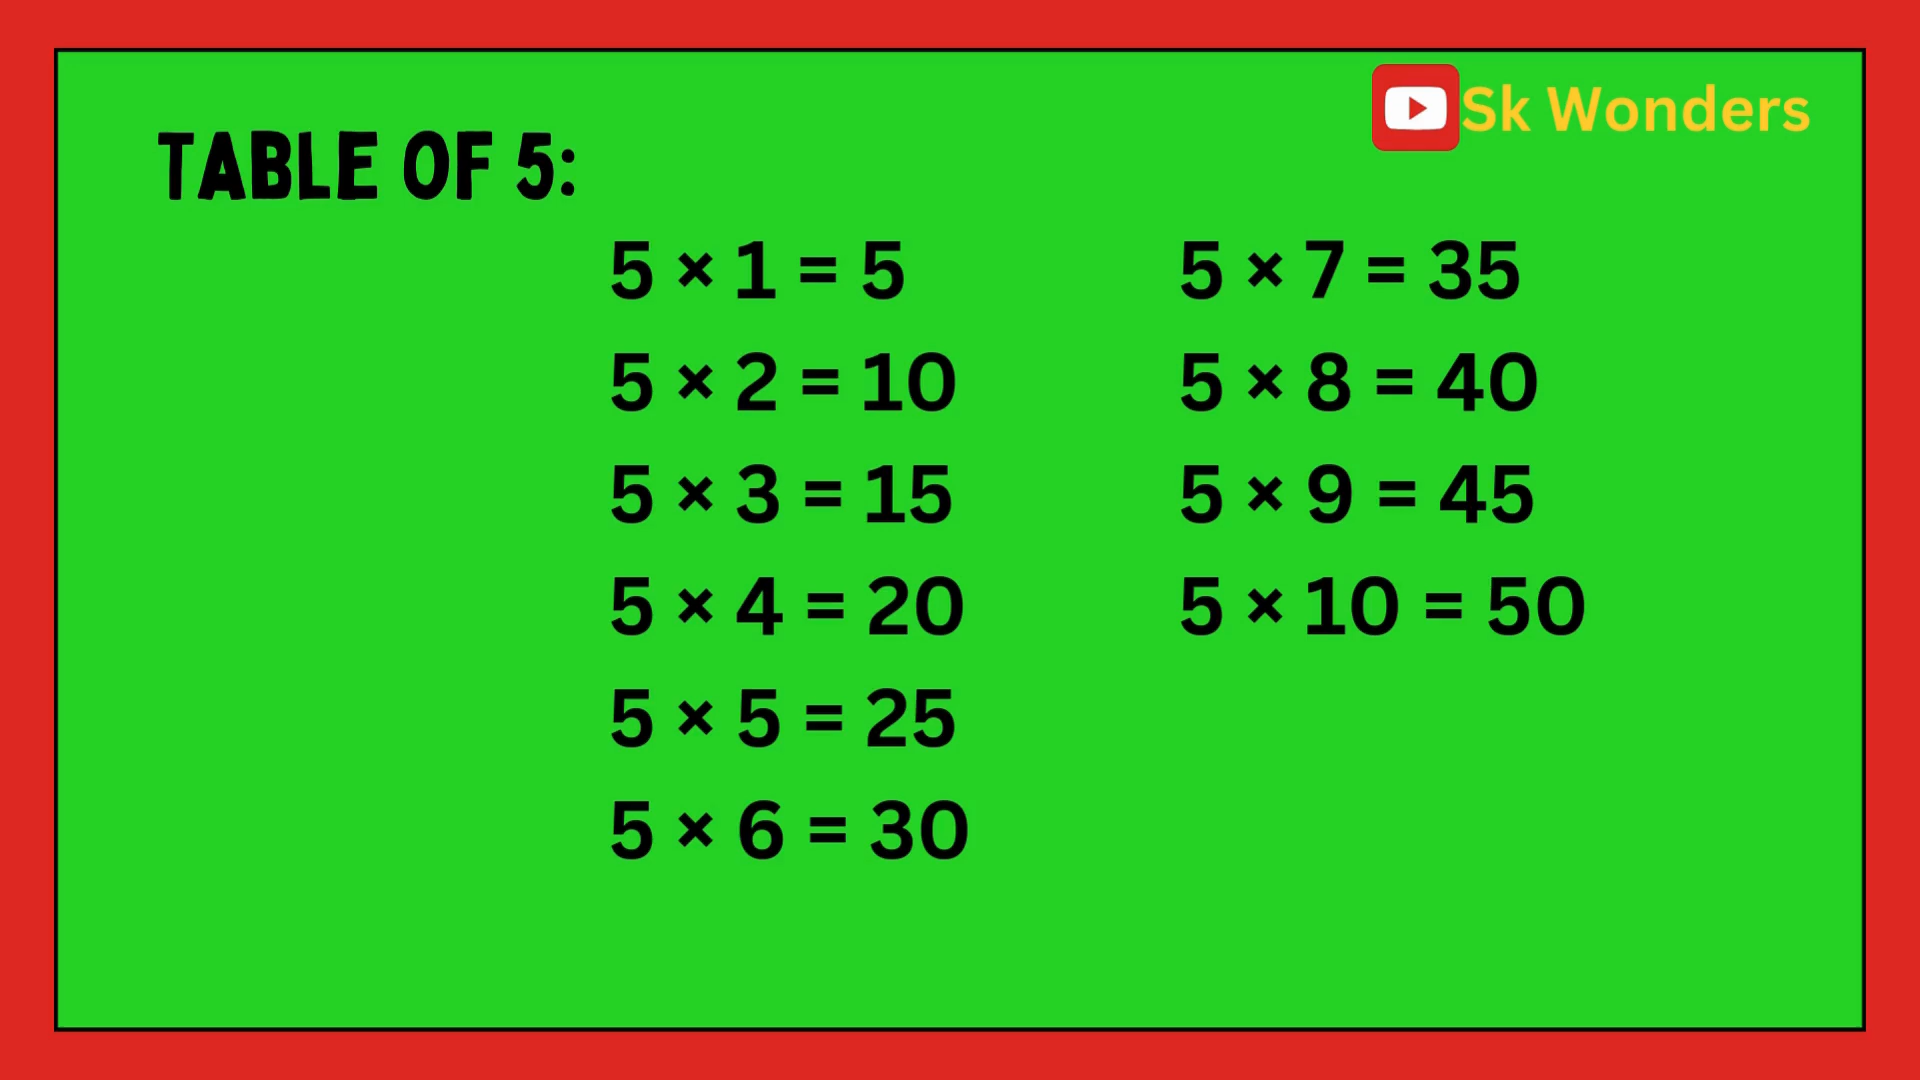 Sk Wonders
TABLE OF 5:
5 × 1 = 5
5 × 2 = 10
5 × 3 = 15
5 × 4 = 20
5 × 5 = 25
5 × 6 = 30
5 × 7 = 35
5 × 8 = 40
5 × 9 = 45
5 × 10 = 50